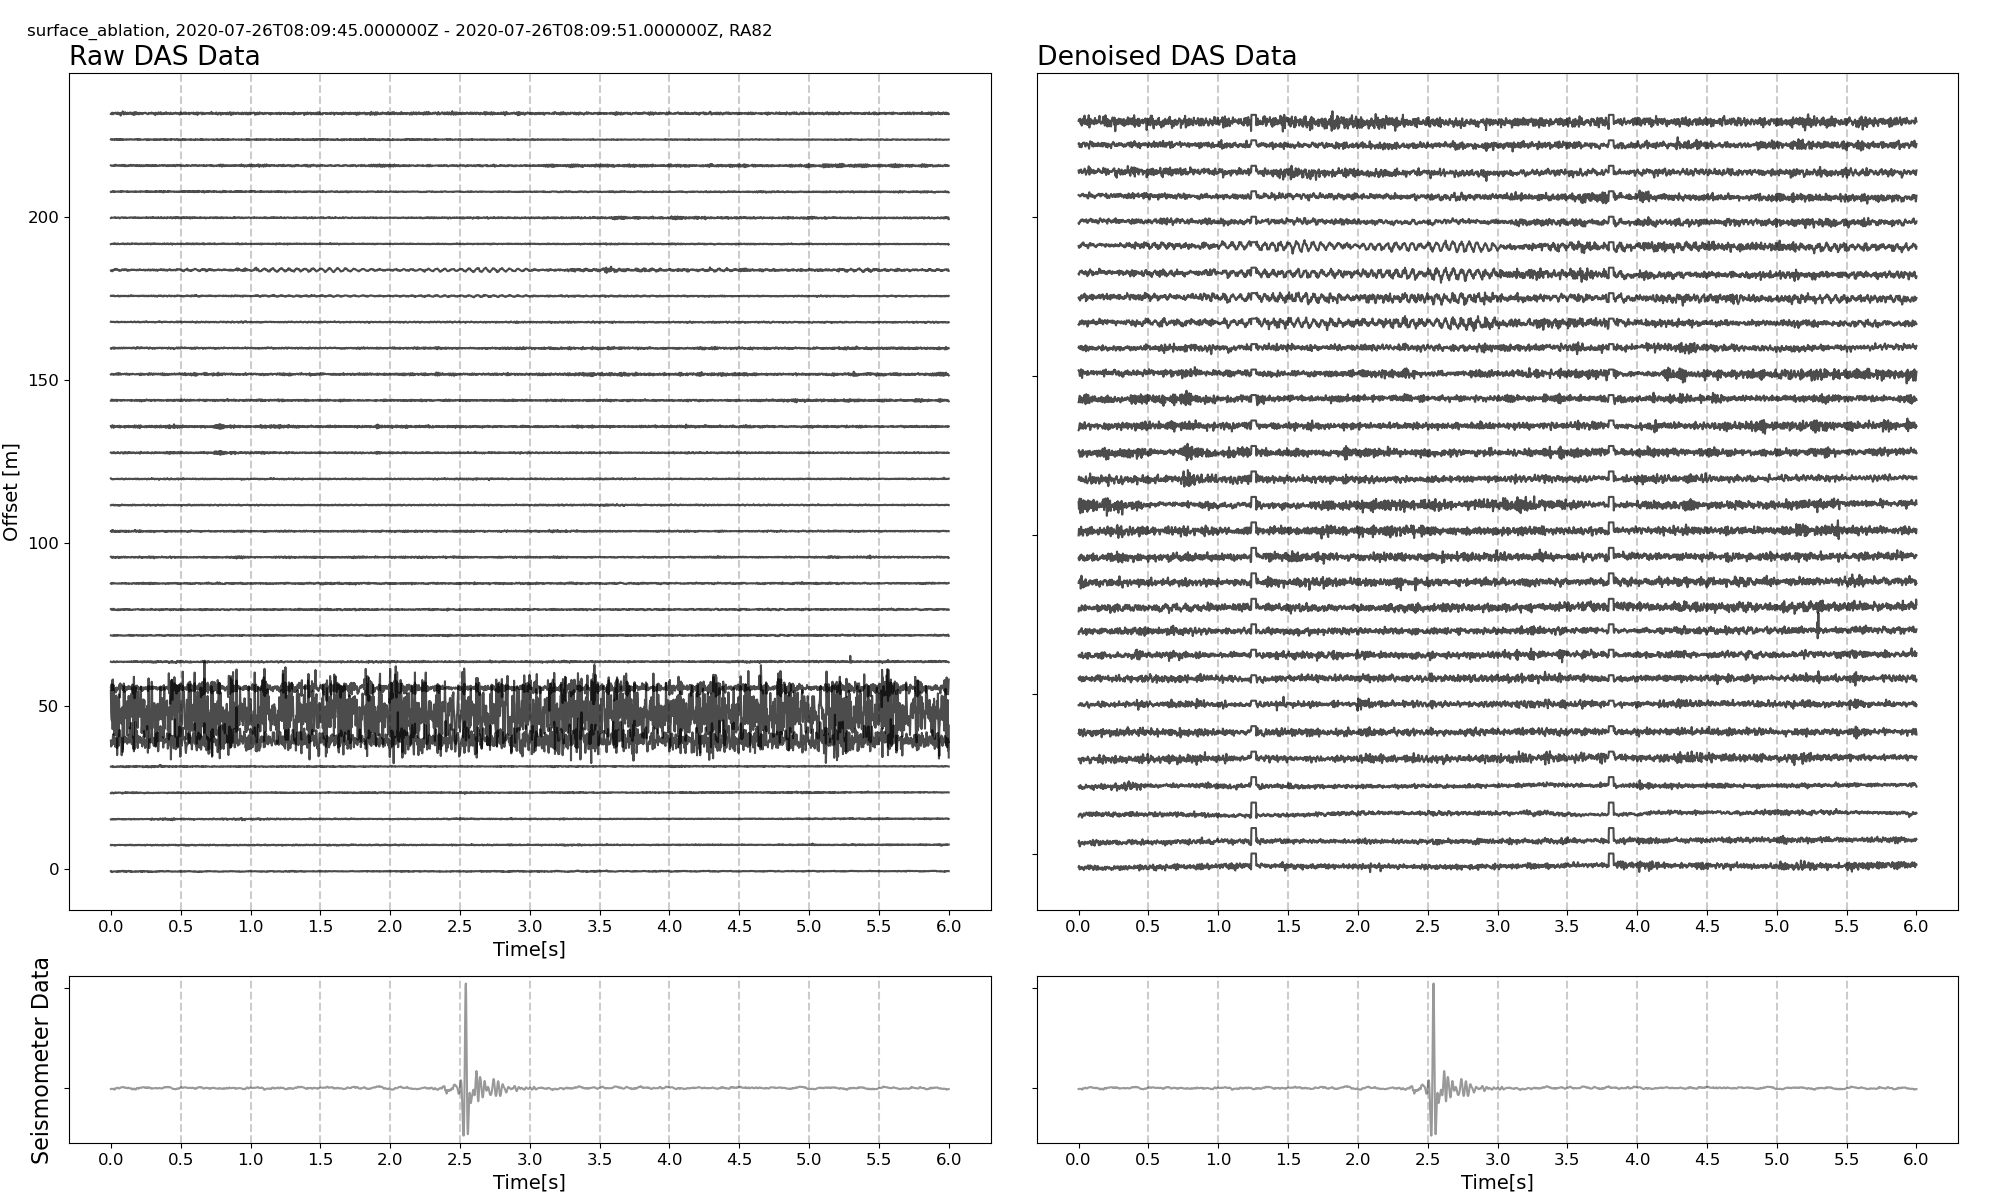 surface_ablation, 2020-07-26T08:09:45.000000Z - 2020-07-26T08:09:51.000000Z, RA82
Raw DAS Data
Denoised DAS Data
Offset [m]
200
150
100
50
0
0.0 0.5 1.0 1.5 2.0 2.5 3.0 3.5 4.0 4.5 5.0 5.5 6.0
Time[s]
0.0 0.5 1.0 1.5 2.0 2.5 3.0 3.5 4.0 4.5 5.0 5.5 6.0
Seismometer Data
0.0 0.5 1.0 1.5 2.0 2.5 3.0 3.5 4.0 4.5 5.0 5.5 6.0
Time[s]
0.0 0.5 1.0 1.5 2.0 2.5 3.0 3.5 4.0 4.5 5.0 5.5 6.0
Time[s]